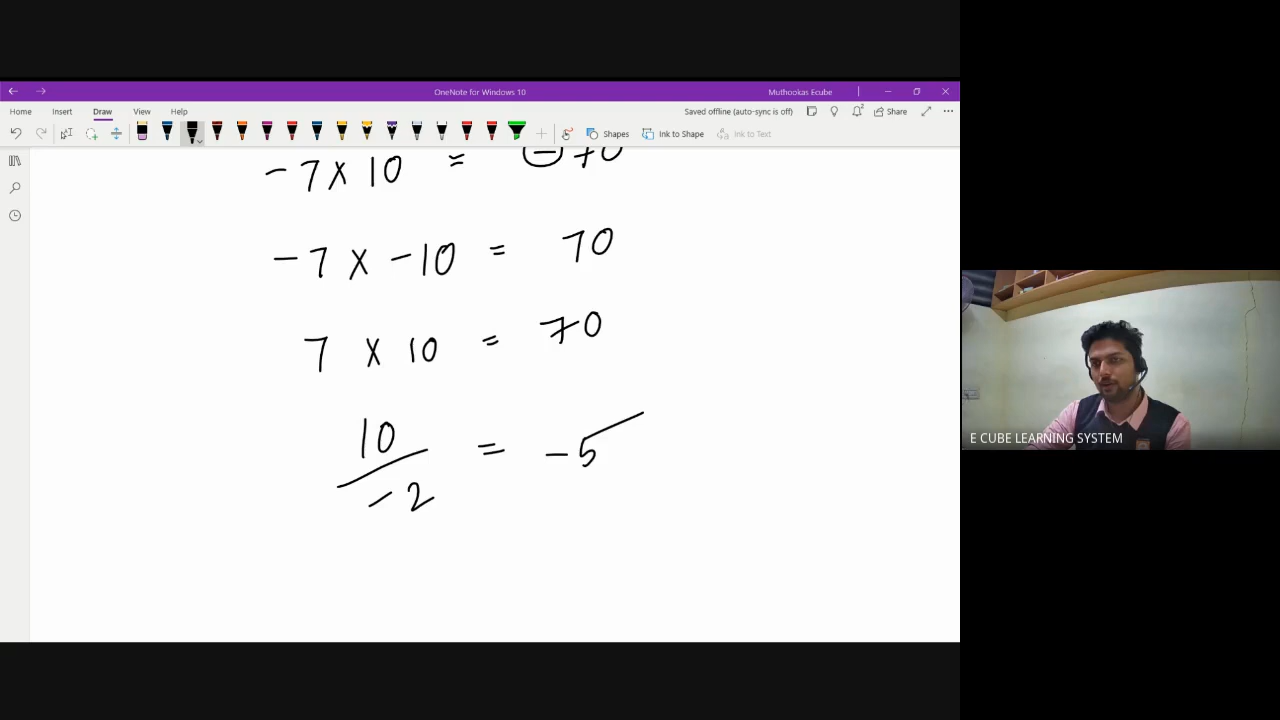 OneNote for Windows 10
Muthookas Ecube
Home Insert Draw View Help
Saved offline (auto-sync is off)
Share
Shapes
Ink to Shape
Ink to Text
-7 x 10 = -70
-7 x -10 = 70
7 x 10 = 70
10/-2 = -5
E CUBE LEARNING SYSTEM